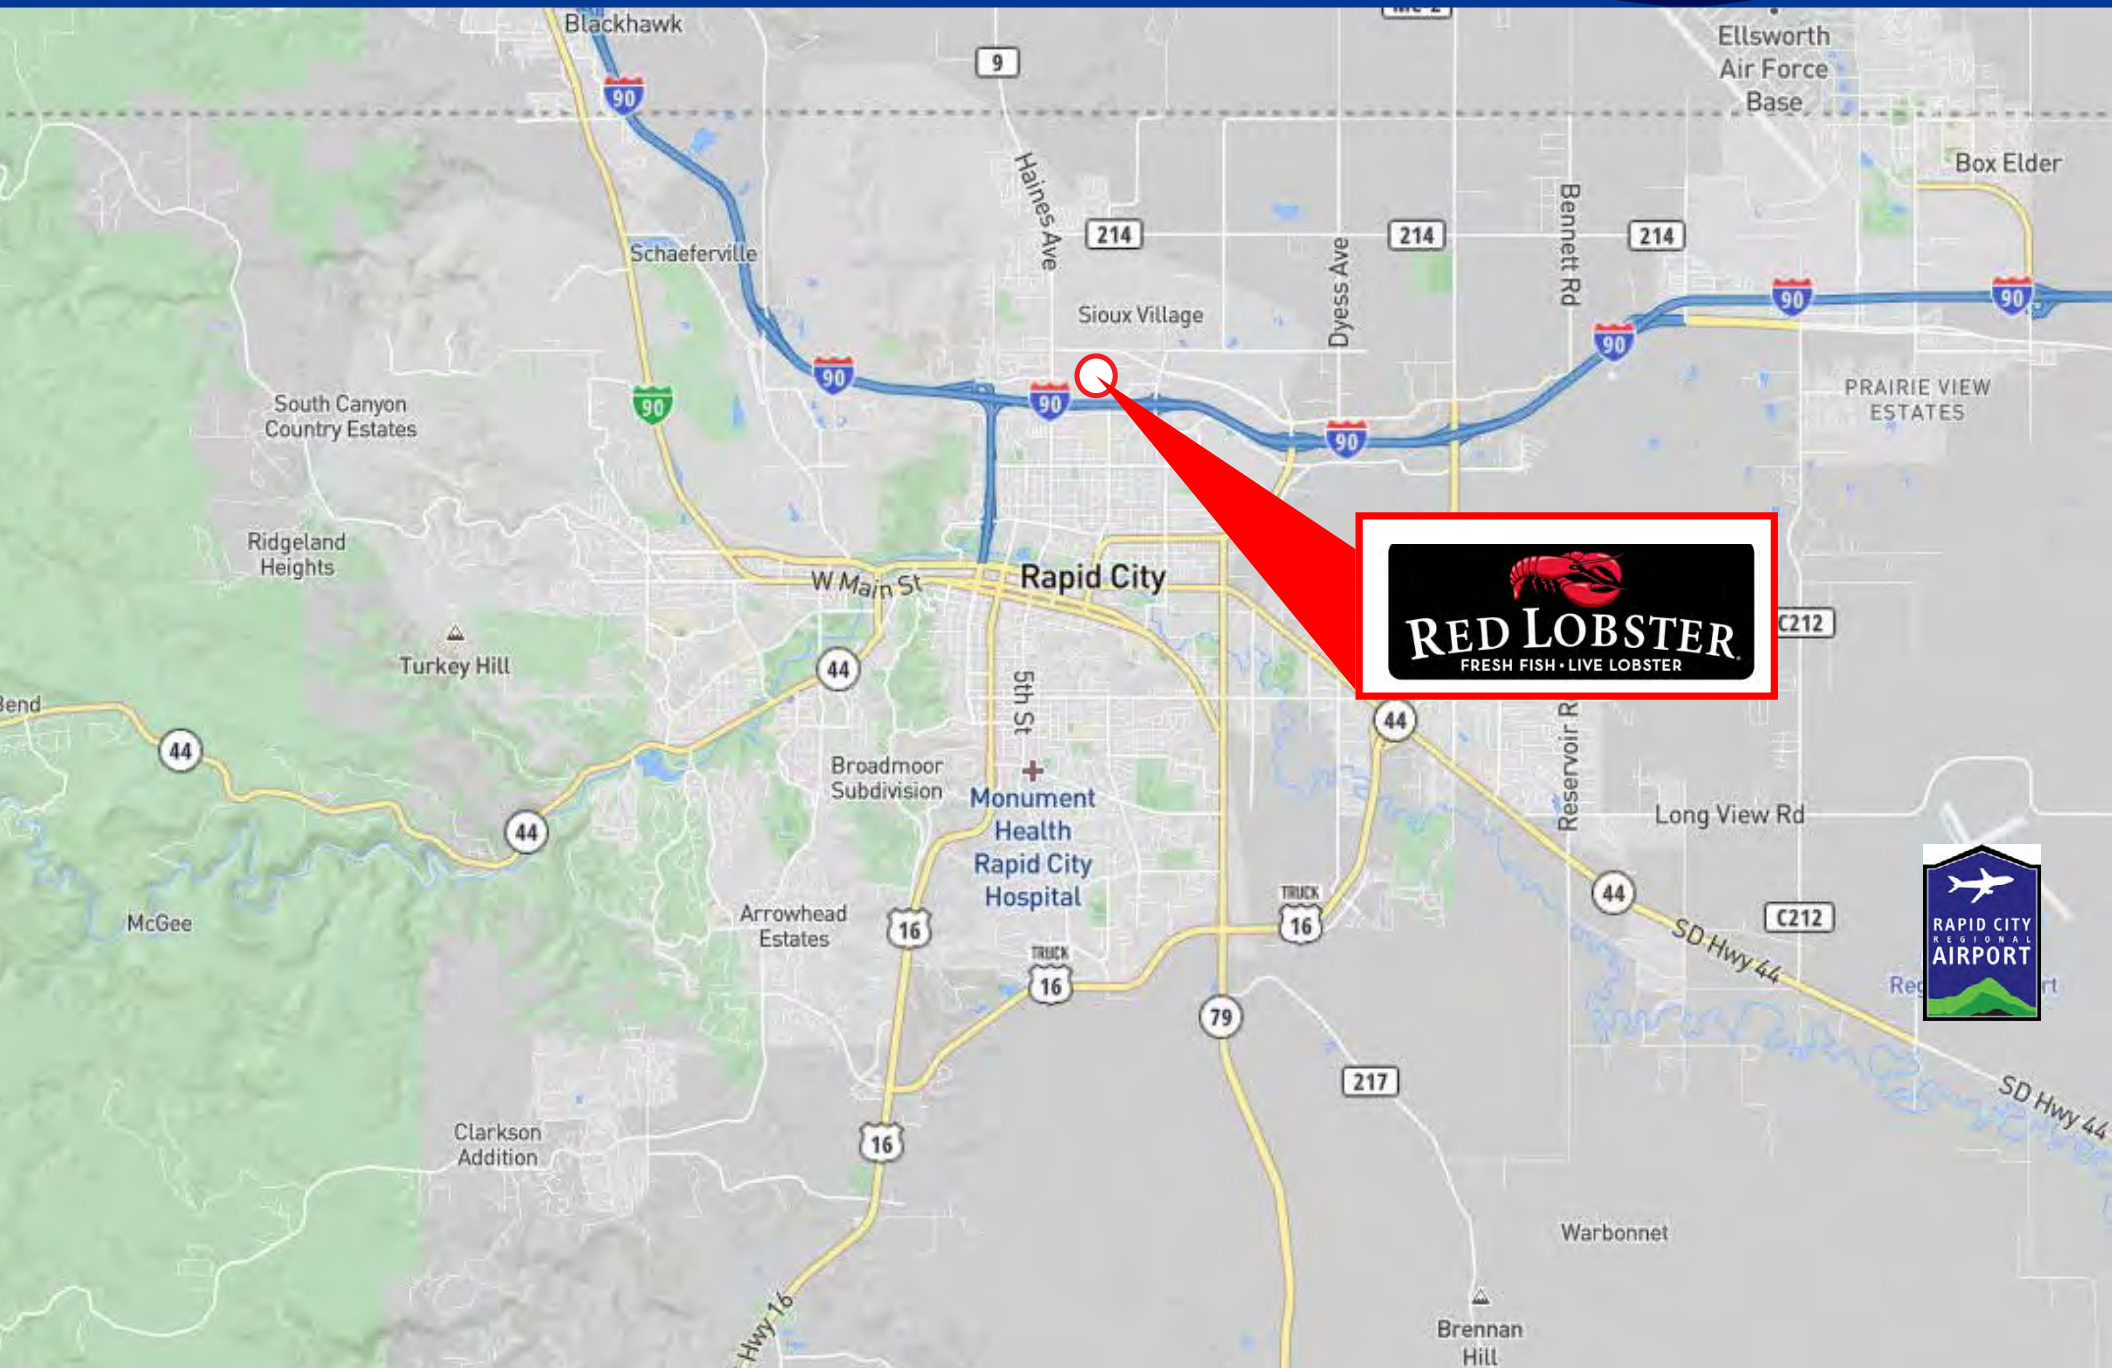 Blackhawk
9
Ellsworth
Air Force
Base
90
Box Elder
Haines Ave
Bennett Rd
214
214
214
Schaeferville
Dyess Ave
90
90
Sioux Village
90
90
90
90
90
South Canyon
Country Estates
PRAIRIE VIEW
ESTATES
Ridgeland
Heights
W Main St
Rapid City
RED LOBSTER
FRESH FISH • LIVE LOBSTER
C212
Turkey Hill
44
5th St
44
44
Reservoir R
Broadmoor
Subdivision
Monument
Health
Rapid City
Hospital
Long View Rd
44
McGee
Arrowhead
Estates
16
TRUCK
16
44
C212
SD Hwy 44
RAPID CITY
REGIONAL
AIRPORT
TRUCK
16
79
217
SD Hwy 44
Clarkson
Addition
16
Warbonnet
Hwy 16
Brennan
Hill